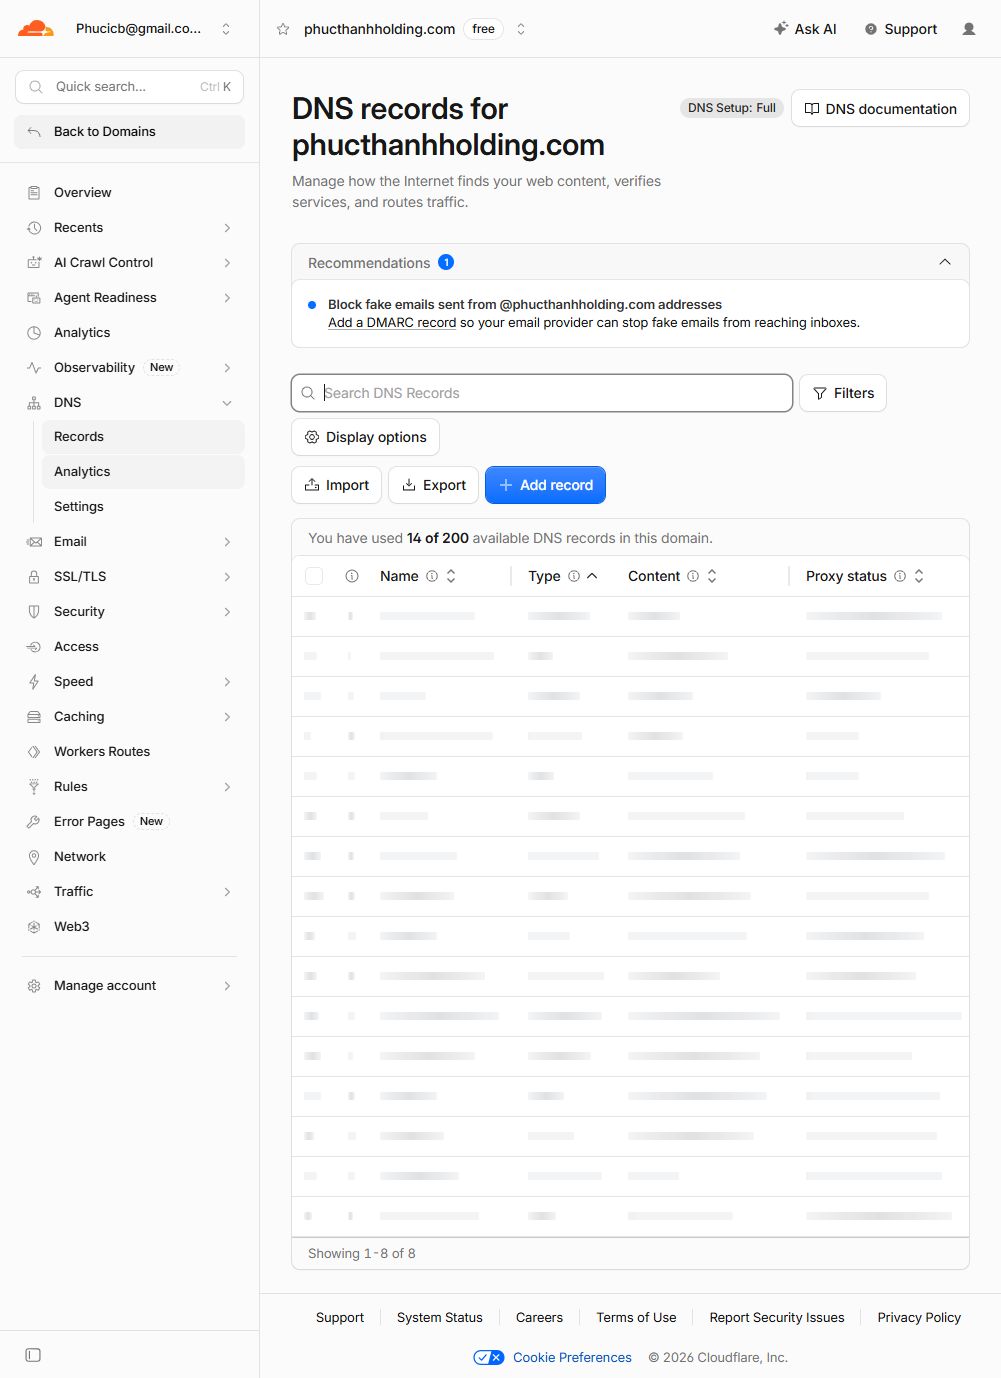 Phucicb@gmail.co...
phucthanhholding.com free
Ask AI
Support
Quick search...
Ctrl K
Back to Domains
Overview
Recents
AI Crawl Control
Agent Readiness
Analytics
Observability New
DNS
Records
Analytics
Settings
Email
SSL/TLS
Security
Access
Speed
Caching
Workers Routes
Rules
Error Pages New
Network
Traffic
Web3
Manage account
DNS records for
phucthanhholding.com
DNS Setup: Full
DNS documentation
Manage how the Internet finds your web content, verifies
services, and routes traffic.
Recommendations 1
Block fake emails sent from @phucthanhholding.com addresses
Add a DMARC record so your email provider can stop fake emails from reaching inboxes.
Search DNS Records
Filters
Display options
Import
Export
Add record
You have used 14 of 200 available DNS records in this domain.
Name Type Content Proxy status
Showing 1-8 of 8
Support System Status Careers Terms of Use Report Security Issues Privacy Policy
Cookie Preferences © 2026 Cloudflare, Inc.